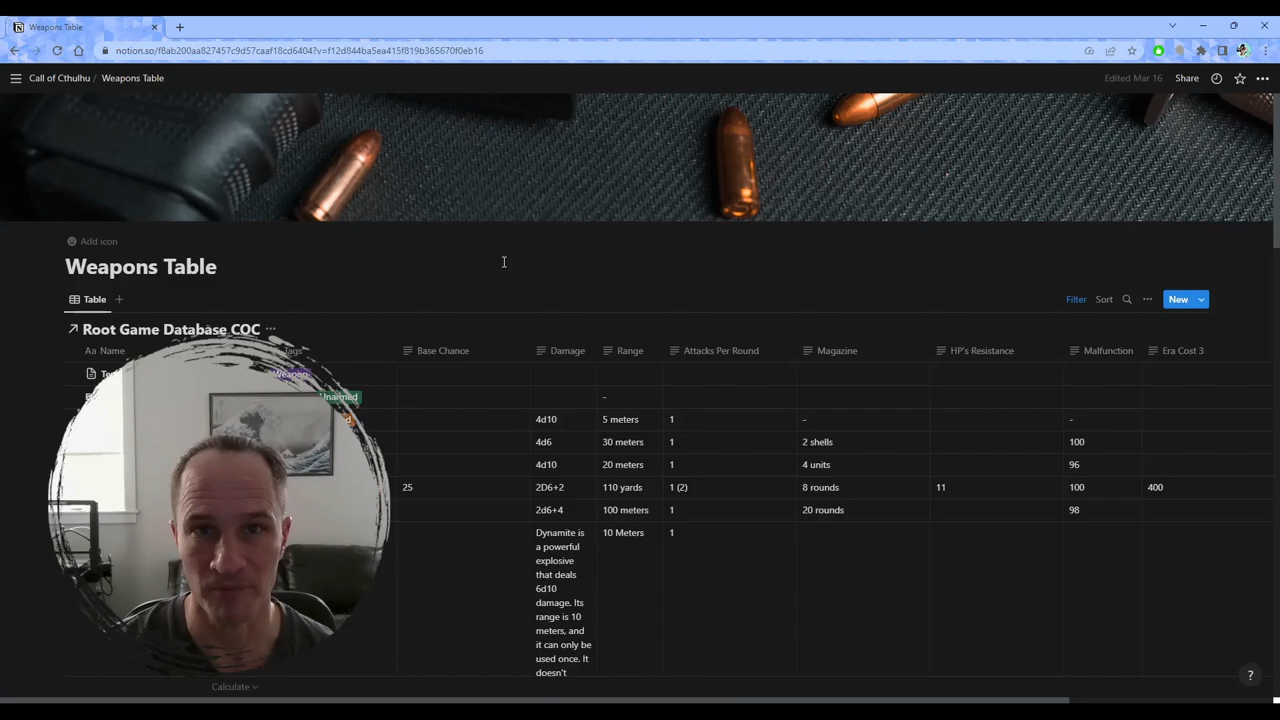 Weapons Table
notion.so/f8ab200aa827457c9d57caaf18cd6404?v=f12d844ba5ea415f819b365670f0eb16
Call of Cthulhu / Weapons Table
Edited Mar 16 Share
Add icon
Weapons Table
Table
Filter Sort New
Root Game Database COC
Aa Name Tags Base Chance Damage Range Attacks Per Round Magazine HP's Resistance Malfunction Era Cost 3
Weapon
Unarmed -
4d10 5 meters 1 - -
4d6 30 meters 1 2 shells 100
4d10 20 meters 1 4 units 96
25 2D6+2 110 yards 1 (2) 8 rounds 11 100 400
2d6+4 100 meters 1 20 rounds 98
Dynamite is 10 Meters 1
a powerful
explosive
that deals
6d10
damage. Its
range is 10
meters, and
it can only be
used once. It
doesn't
Calculate
?